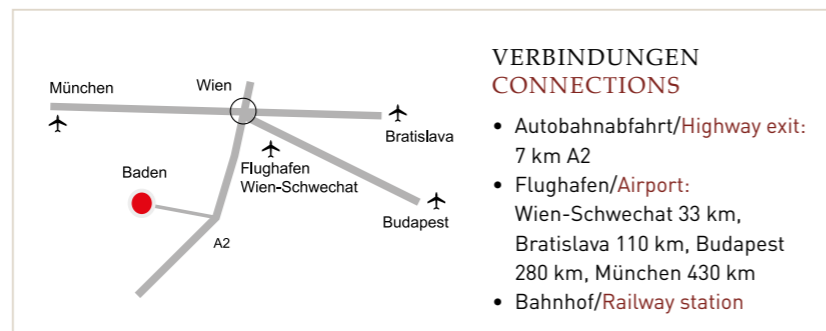 München
Wien
Bratislava
Flughafen
Wien-Schwechat
Baden
Budapest
A2
VERBINDUNGEN
CONNECTIONS
• Autobahnabfahrt/Highway exit:
7 km A2
• Flughafen/Airport:
Wien-Schwechat 33 km,
Bratislava 110 km, Budapest
280 km, München 430 km
• Bahnhof/Railway station